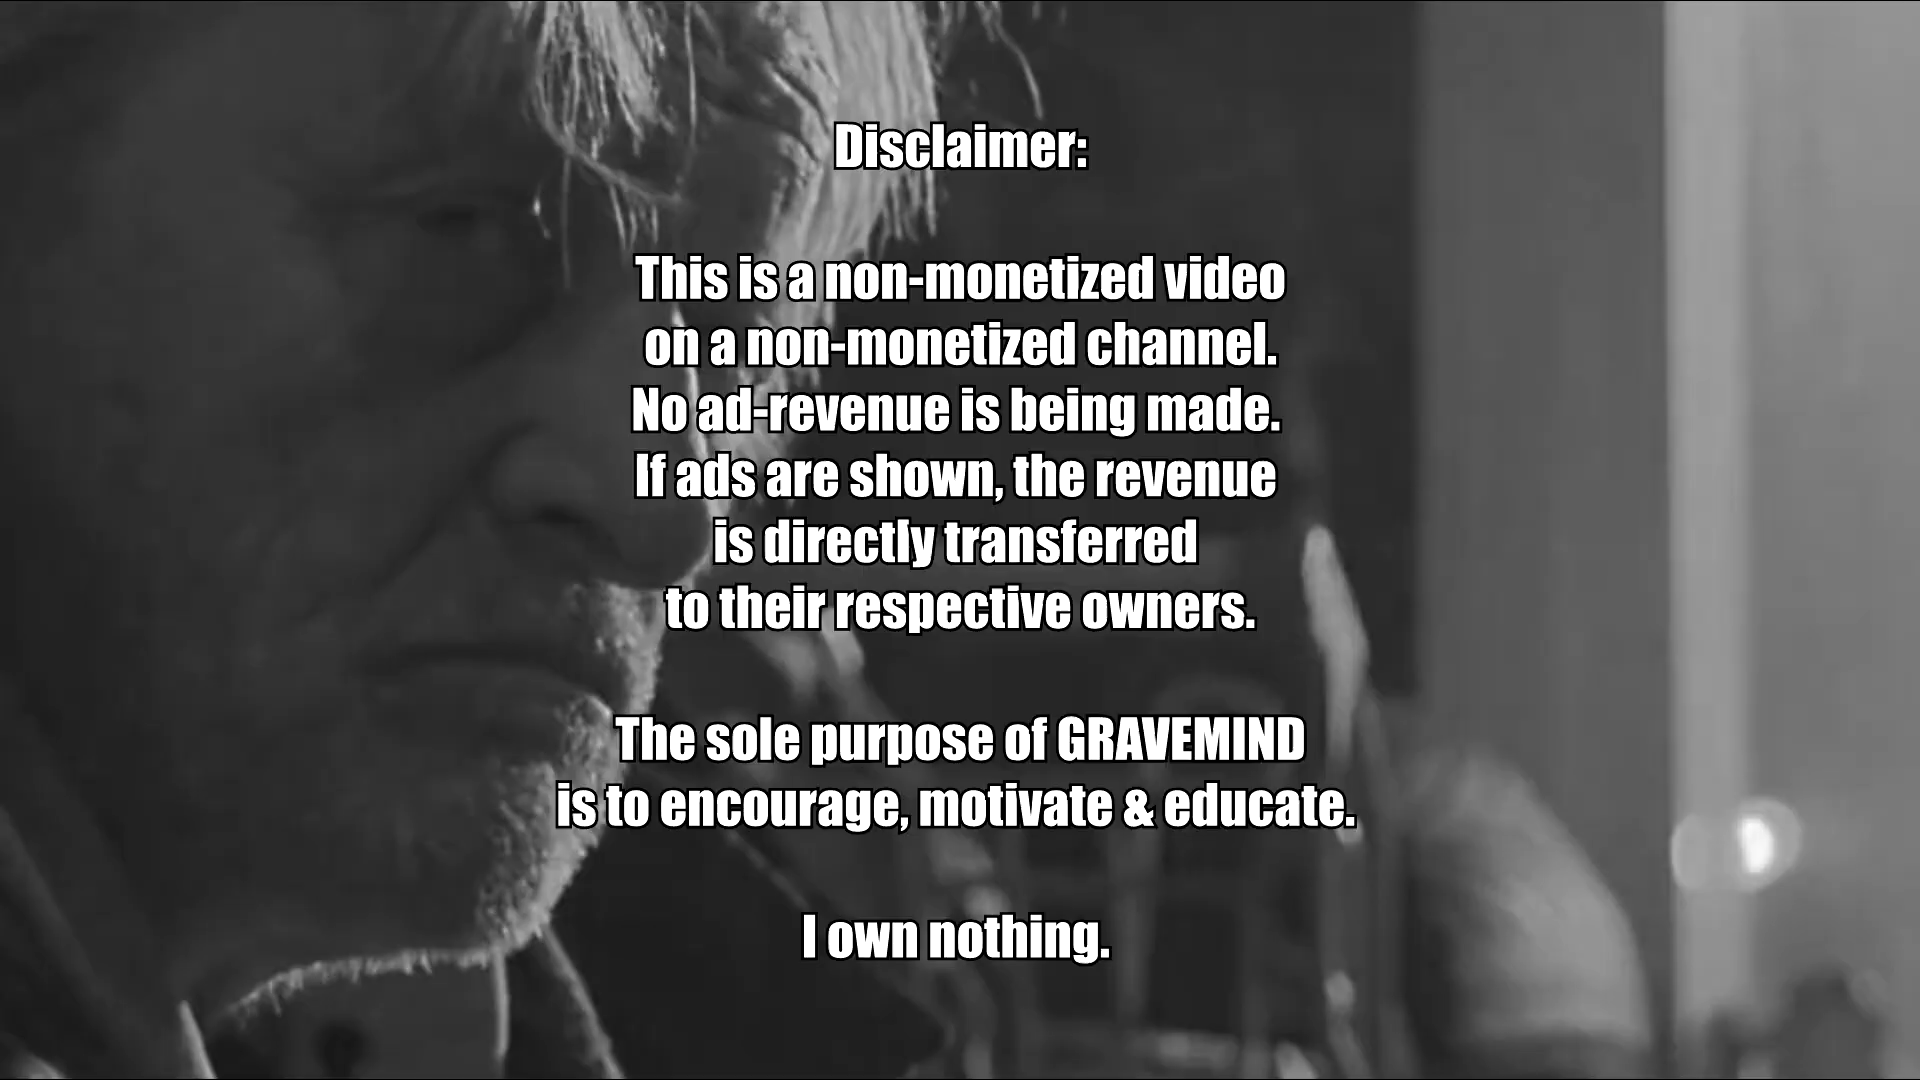 Disclaimer:
This is a non-monetized video
on a non-monetized channel.
No ad-revenue is being made.
If ads are shown, the revenue
is directly transferred
to their respective owners.
The sole purpose of GRAVEMIND
is to encourage, motivate & educate.
I own nothing.